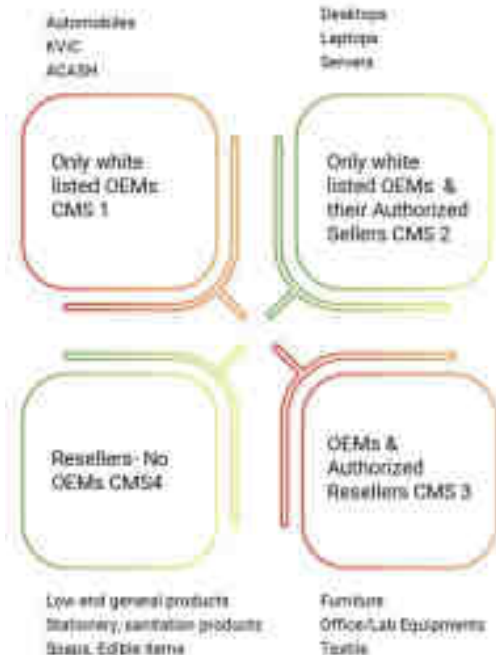 Automobiles
KVIC
ACASH
Desktops
Laptops
Servers
Only white
listed OEMs
CMS 1
Only white
listed OEMs &
their Authorized
Sellers CMS 2
Resellers- No
OEMs CMS4
OEMs &
Authorized
Resellers CMS 3
Low end general products
Stationery, sanitation products
Soaps, Edible items
Furniture
Office/Lab Equipments
Textile